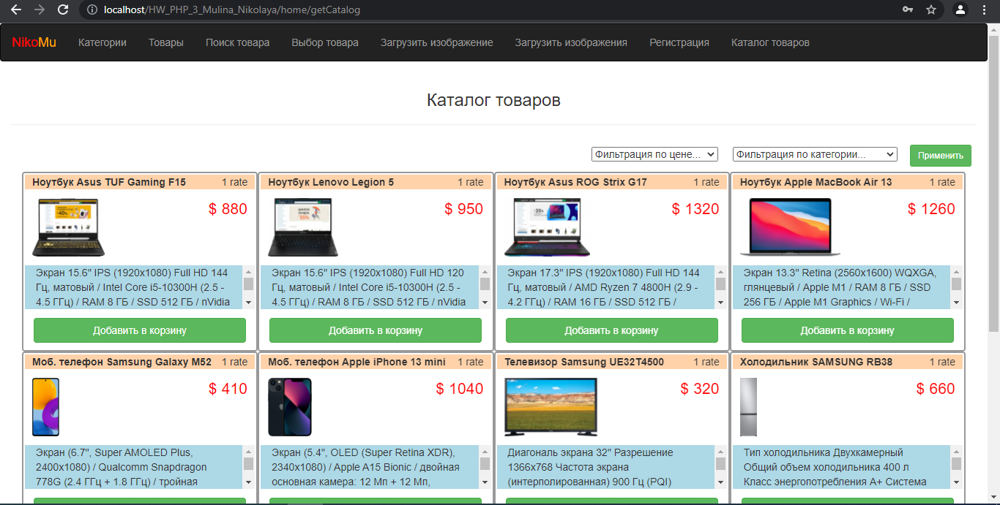 localhost/HW_PHP_3_Mulina_Nikolaya/home/getCatalog
NikoMu Категории Товары Поиск товара Выбор товара Загрузить изображение Загрузить изображения Регистрация Каталог товаров
Каталог товаров
Фильтрация по цене... Фильтрация по категории... Применить
Ноутбук Asus TUF Gaming F15 1 rate
$ 880
Экран 15.6" IPS (1920x1080) Full HD 144
Гц, матовый / Intel Core i5-10300H (2.5 -
4.5 ГГц) / RAM 8 ГБ / SSD 512 ГБ / nVidia
Добавить в корзину
Ноутбук Lenovo Legion 5 1 rate
$ 950
Экран 15.6" IPS (1920x1080) Full HD 120
Гц, матовый / Intel Core i5-10300H (2.5 -
4.5 ГГц) / RAM 8 ГБ / SSD 512 ГБ / nVidia
Добавить в корзину
Ноутбук Asus ROG Strix G17 1 rate
$ 1320
Экран 17.3" IPS (1920x1080) Full HD 144
Гц, матовый / AMD Ryzen 7 4800H (2.9 -
4.2 ГГц) / RAM 16 ГБ / SSD 512 ГБ /
Добавить в корзину
Ноутбук Apple MacBook Air 13 1 rate
$ 1260
Экран 13.3" Retina (2560x1600) WQXGA,
глянцевый / Apple M1 / RAM 8 ГБ / SSD
256 ГБ / Apple M1 Graphics / Wi-Fi /
Добавить в корзину
Моб. телефон Samsung Galaxy M52 1 rate
$ 410
Экран (6.7", Super AMOLED Plus,
2400x1080) / Qualcomm Snapdragon
778G (2.4 ГГц + 1.8 ГГц) / тройная
Моб. телефон Apple iPhone 13 mini 1 rate
$ 1040
Экран (5.4", OLED (Super Retina XDR),
2340x1080) / Apple A15 Bionic / двойная
основная камера: 12 Мп + 12 Мп,
Телевизор Samsung UE32T4500 1 rate
$ 320
Диагональ экрана 32" Разрешение
1366x768 Частота экрана
(интерполированная) 900 Гц (PQI)
Холодильник SAMSUNG RB38 1 rate
$ 660
Тип холодильника Двухкамерный
Общий объем холодильника 400 л
Класс энергопотребления A+ Система